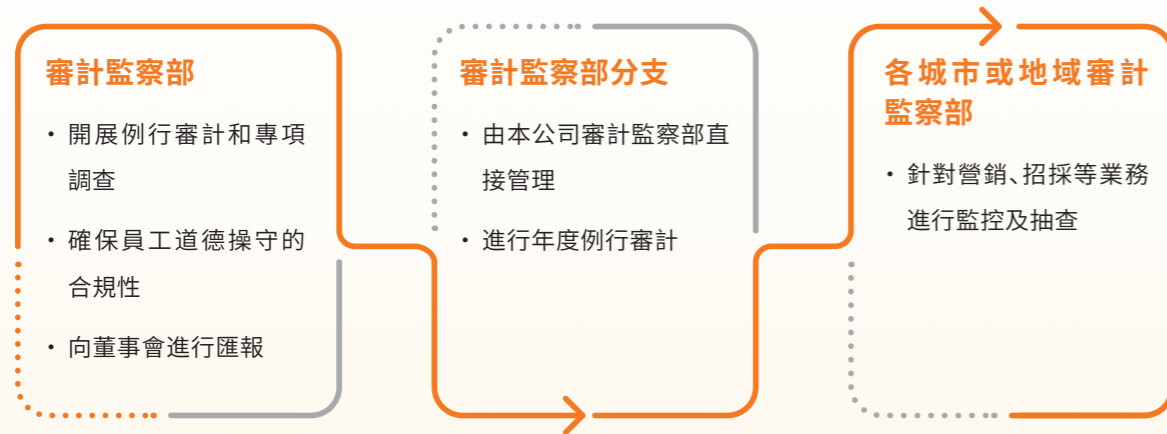 審計監察部
・開展例行審計和專項
調查
・確保員工道德操守的
合規性
・向董事會進行匯報
審計監察部分支
・由本公司審計監察部直
接管理
・進行年度例行審計
各城市或地域審計
監察部
・針對營銷、招採等業務
進行監控及抽查